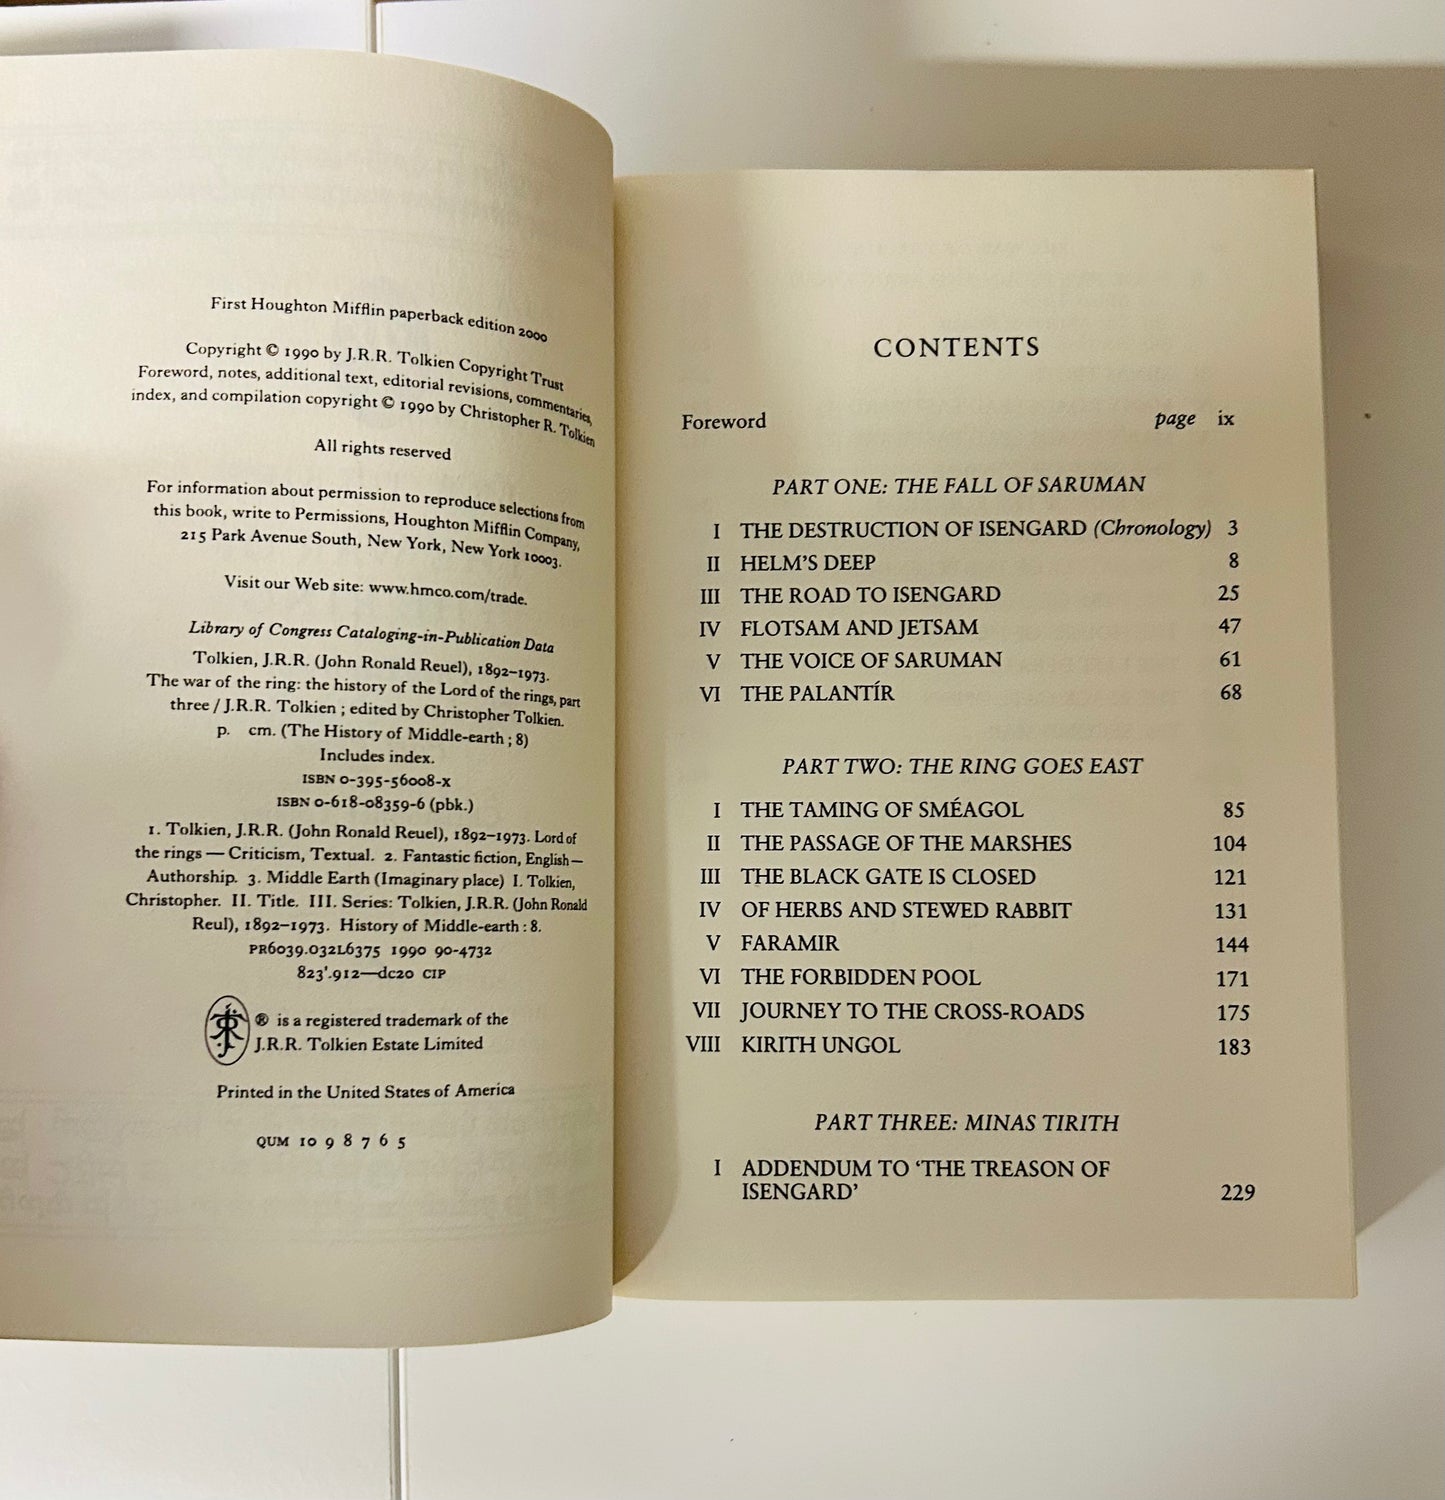 First Houghton Mifflin paperback edition 2000
Copyright © 1990 by J.R.R. Tolkien Copyright Trust
Foreword, notes, additional text, editorial revisions, commentaries,
index, and compilation copyright © 1990 by Christopher R. Tolkien
All rights reserved
For information about permission to reproduce selections from
this book, write to Permissions, Houghton Mifflin Company,
215 Park Avenue South, New York, New York 10003.
Visit our Web site: www.hmco.com/trade.
Library of Congress Cataloging-in-Publication Data
Tolkien, J.R.R. (John Ronald Reuel), 1892–1973.
The war of the ring: the history of the Lord of the rings, part
three / J.R.R. Tolkien ; edited by Christopher Tolkien.
p. cm. (The History of Middle-earth ; 8)
Includes index.
ISBN 0-395-56008-X
ISBN 0-618-08359-6 (pbk.)
1. Tolkien, J.R.R. (John Ronald Reuel), 1892–1973. Lord of
the rings — Criticism, Textual. 2. Fantastic fiction, English—
Authorship. 3. Middle Earth (Imaginary place) I. Tolkien,
Christopher. II. Title. III. Series: Tolkien, J.R.R. (John Ronald
Reul), 1892–1973. History of Middle-earth : 8.
PR6039.032L6375 1990 90-4732
823'.912—dc20 CIP
® is a registered trademark of the
J.R.R. Tolkien Estate Limited
Printed in the United States of America
QUM 10 9 8 7 6 5
CONTENTS
Foreword page ix
PART ONE: THE FALL OF SARUMAN
I THE DESTRUCTION OF ISENGARD (Chronology) 3
II HELM'S DEEP 8
III THE ROAD TO ISENGARD 25
IV FLOTSAM AND JETSAM 47
V THE VOICE OF SARUMAN 61
VI THE PALANTÍR 68
PART TWO: THE RING GOES EAST
I THE TAMING OF SMÉAGOL 85
II THE PASSAGE OF THE MARSHES 104
III THE BLACK GATE IS CLOSED 121
IV OF HERBS AND STEWED RABBIT 131
V FARAMIR 144
VI THE FORBIDDEN POOL 171
VII JOURNEY TO THE CROSS-ROADS 175
VIII KIRITH UNGOL 183
PART THREE: MINAS TIRITH
I ADDENDUM TO 'THE TREASON OF
ISENGARD' 229